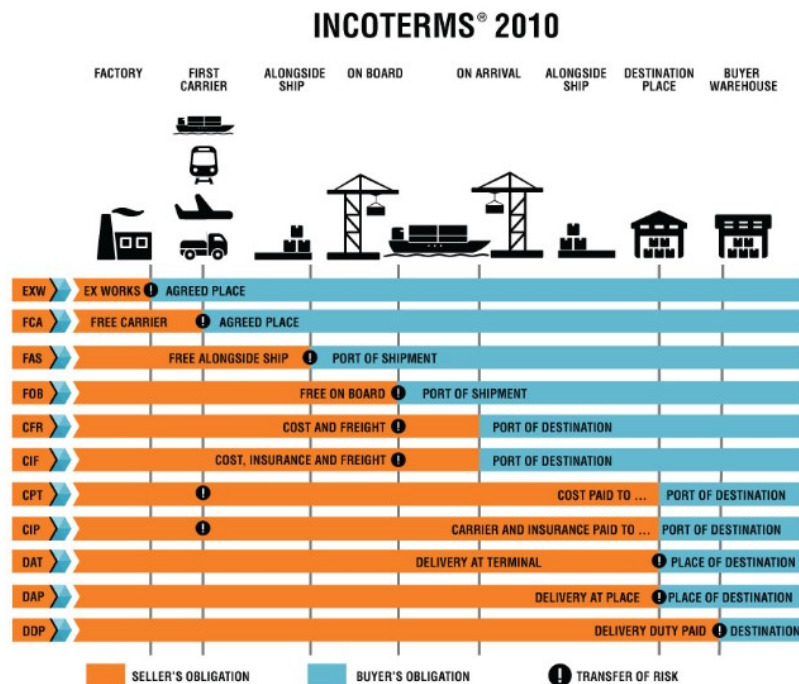 INCOTERMS® 2010
FACTORY
FIRST
CARRIER
ALONGSIDE
SHIP
ON BOARD
ON ARRIVAL
ALONGSIDE
SHIP
DESTINATION
PLACE
BUYER
WAREHOUSE
EXW EX WORKS ! AGREED PLACE
FCA FREE CARRIER ! AGREED PLACE
FAS FREE ALONGSIDE SHIP ! PORT OF SHIPMENT
FOB FREE ON BOARD ! PORT OF SHIPMENT
CFR COST AND FREIGHT ! PORT OF DESTINATION
CIF COST, INSURANCE AND FREIGHT ! PORT OF DESTINATION
CPT ! COST PAID TO ... PORT OF DESTINATION
CIP ! CARRIER AND INSURANCE PAID TO ... PORT OF DESTINATION
DAT DELIVERY AT TERMINAL ! PLACE OF DESTINATION
DAP DELIVERY AT PLACE ! PLACE OF DESTINATION
DDP DELIVERY DUTY PAID ! DESTINATION
SELLER'S OBLIGATION BUYER'S OBLIGATION ! TRANSFER OF RISK